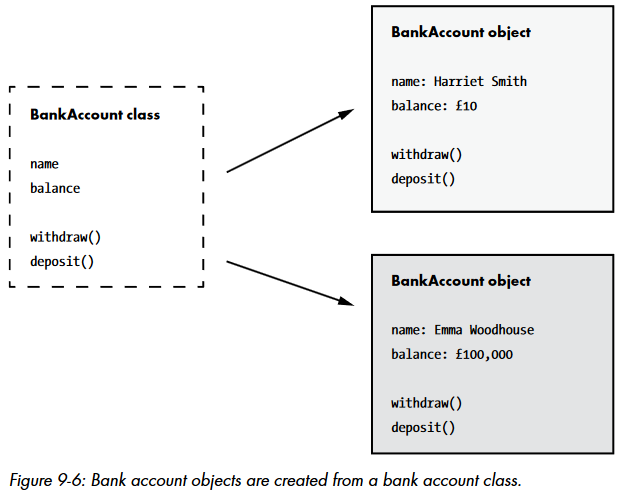 BankAccount class
name
balance
withdraw()
deposit()
BankAccount object
name: Harriet Smith
balance: £10
withdraw()
deposit()
BankAccount object
name: Emma Woodhouse
balance: £100,000
withdraw()
deposit()
Figure 9-6: Bank account objects are created from a bank account class.